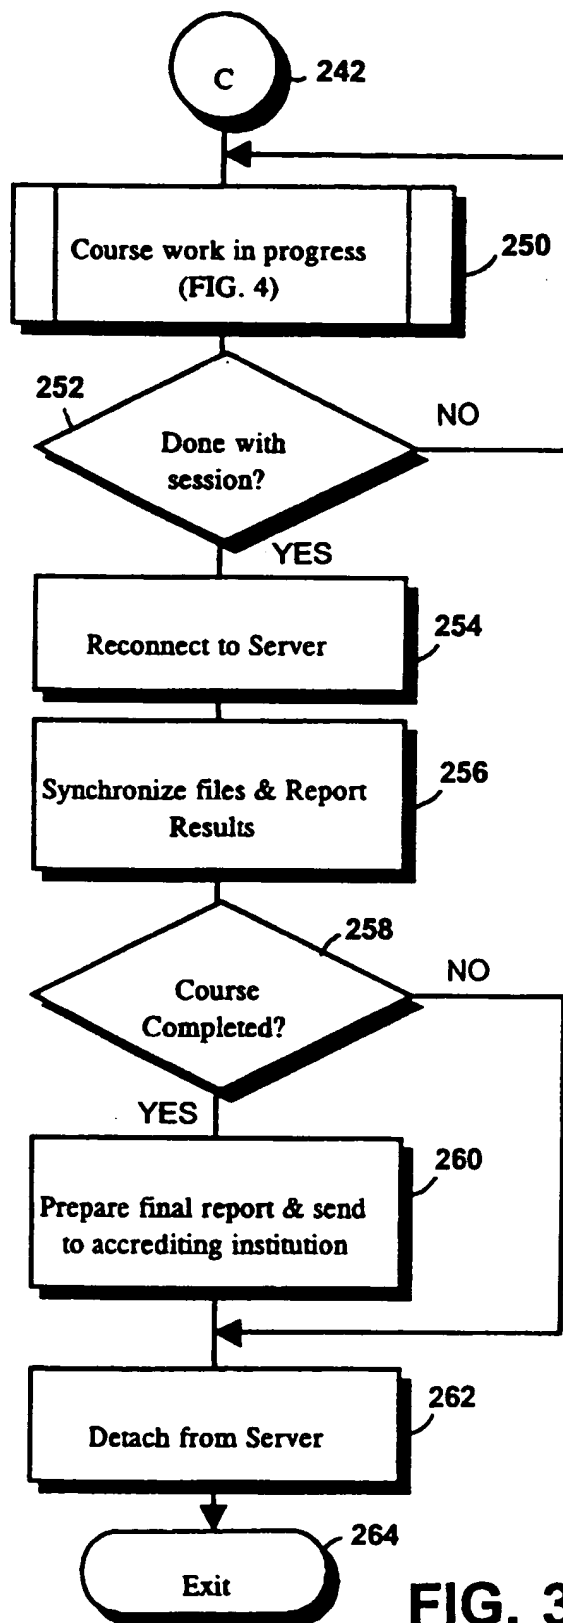 C
242
Course work in progress
(FIG. 4)
250
252
Done with
session?
NO
YES
Reconnect to Server
254
Synchronize files & Report
Results
256
258
Course
Completed?
NO
YES
Prepare final report & send
to accrediting institution
260
Detach from Server
262
Exit
264
FIG. 3